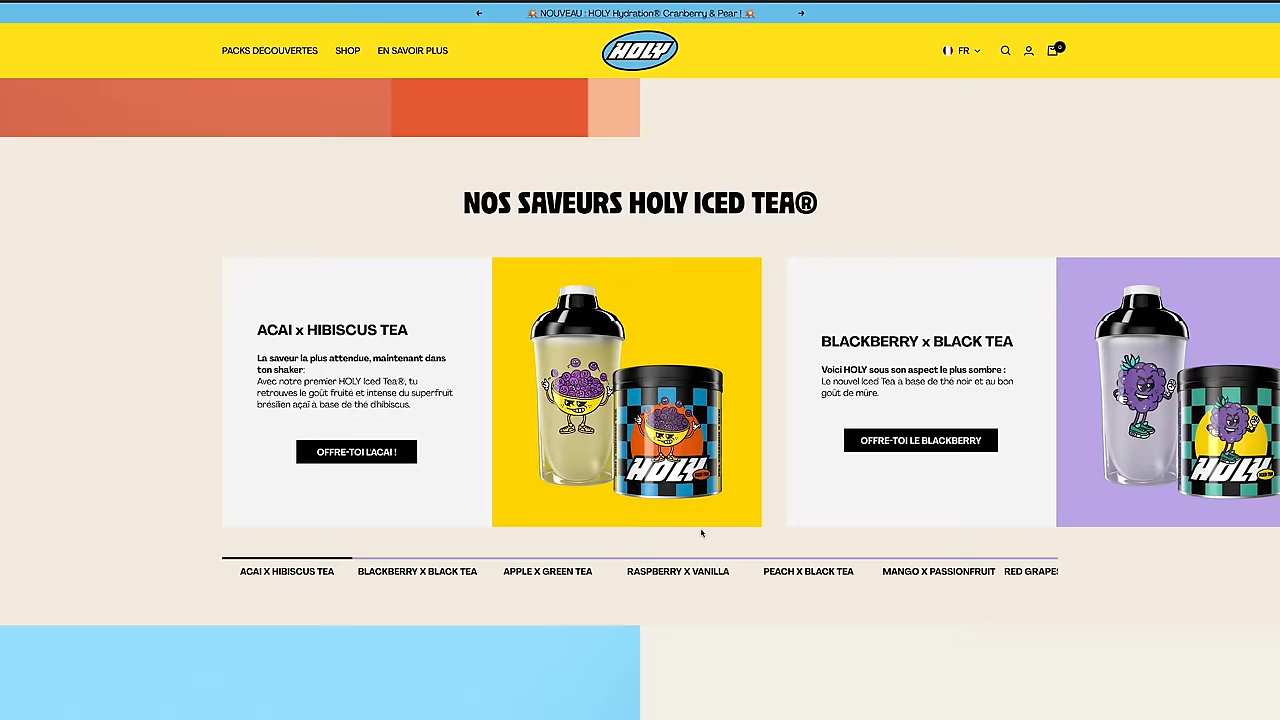 💥 NOUVEAU : HOLY Hydration® Cranberry & Pear ! 💥
PACKS DECOUVERTES SHOP EN SAVOIR PLUS
HOLY
FR
0
NOS SAVEURS HOLY ICED TEA®
ACAI x HIBISCUS TEA
La saveur la plus attendue, maintenant dans
ton shaker:
Avec notre premier HOLY Iced Tea®, tu
retrouves le goût fruité et intense du superfruit
brésilien açaï à base de thé d'hibiscus.
OFFRE-TOI L'ACAI !
HOLY
BLACKBERRY x BLACK TEA
Voici HOLY sous son aspect le plus sombre :
Le nouvel Iced Tea à base de thé noir et au bon
goût de mûre.
OFFRE-TOI LE BLACKBERRY
HOLY
ACAI X HIBISCUS TEA BLACKBERRY X BLACK TEA APPLE X GREEN TEA RASPBERRY X VANILLA PEACH X BLACK TEA MANGO X PASSIONFRUIT RED GRAPES